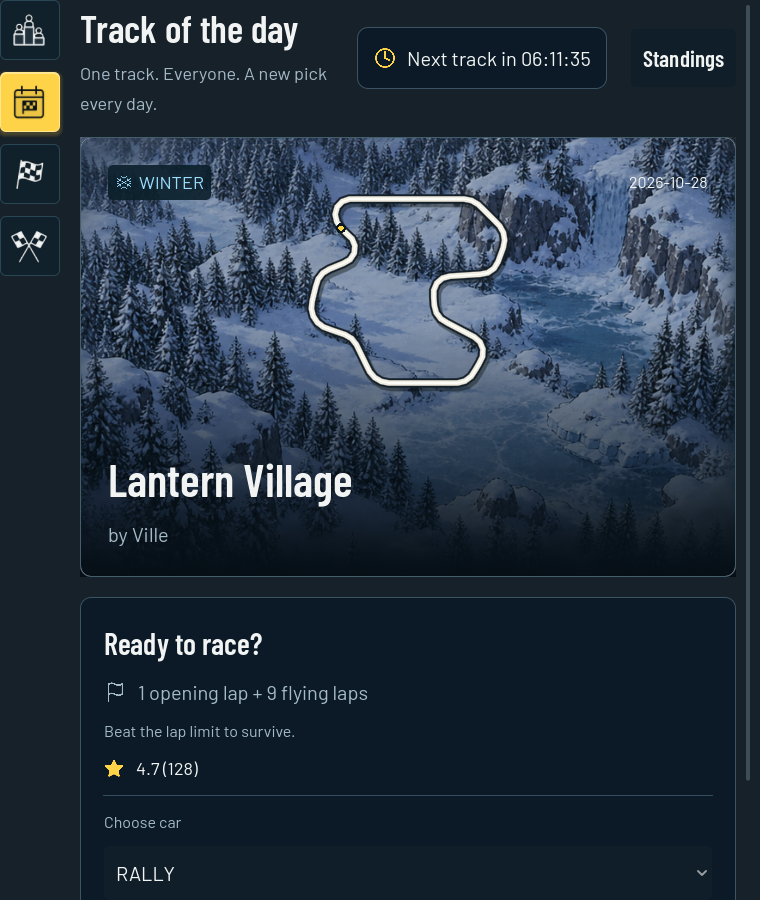 Track of the day
One track. Everyone. A new pick
every day.
Next track in 06:11:35
Standings
WINTER
2026-10-28
Lantern Village
by Ville
Ready to race?
1 opening lap + 9 flying laps
Beat the lap limit to survive.
4.7 (128)
Choose car
RALLY